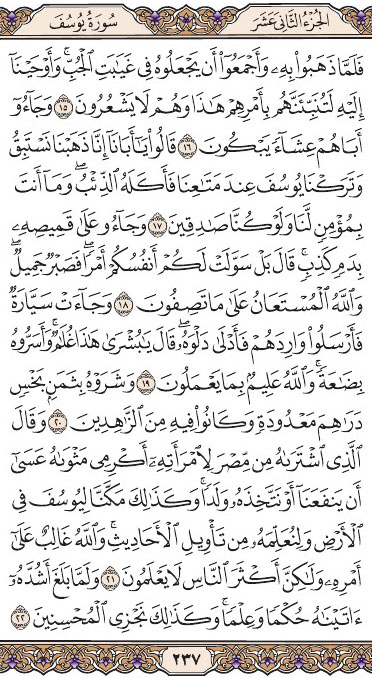 الجُزءُ الثَّانِي عَشَرَ سُورَةُ يُوسُفَ
فَلَمَّا ذَهَبُوا۟ بِهِۦ وَأَجْمَعُوٓا۟ أَن يَجْعَلُوهُ فِى غَيَـٰبَتِ ٱلْجُبِّ ۚ وَأَوْحَيْنَآ
إِلَيْهِ لَتُنَبِّئَنَّهُم بِأَمْرِهِمْ هَـٰذَا وَهُمْ لَا يَشْعُرُونَ ١٥ وَجَآءُوٓ
أَبَاهُمْ عِشَآءً يَبْكُونَ ١٦ قَالُوا۟ يَـٰٓأَبَانَآ إِنَّا ذَهَبْنَا نَسْتَبِقُ
وَتَرَكْنَا يُوسُفَ عِندَ مَتَـٰعِنَا فَأَكَلَهُ ٱلذِّئْبُ ۖ وَمَآ أَنتَ
بِمُؤْمِنٍ لَّنَا وَلَوْ كُنَّا صَـٰدِقِينَ ١٧ وَجَآءُو عَلَىٰ قَمِيصِهِۦ
بِدَمٍ كَذِبٍ ۚ قَالَ بَلْ سَوَّلَتْ لَكُمْ أَنفُسُكُمْ أَمْرًا ۖ فَصَبْرٌ جَمِيلٌ ۖ
وَٱللَّهُ ٱلْمُسْتَعَانُ عَلَىٰ مَا تَصِفُونَ ١٨ وَجَآءَتْ سَيَّارَةٌ
فَأَرْسَلُوا۟ وَارِدَهُمْ فَأَدْلَىٰ دَلْوَهُۥ ۖ قَالَ يَـٰبُشْرَىٰ هَـٰذَا غُلَـٰمٌ ۚ وَأَسَرُّوهُ
بِضَـٰعَةً ۚ وَٱللَّهُ عَلِيمٌۢ بِمَا يَعْمَلُونَ ١٩ وَشَرَوْهُ بِثَمَنٍۭ بَخْسٍ
دَرَٰهِمَ مَعْدُودَةٍ وَكَانُوا۟ فِيهِ مِنَ ٱلزَّٰهِدِينَ ٢٠ وَقَالَ
ٱلَّذِى ٱشْتَرَىٰهُ مِن مِّصْرَ لِٱمْرَأَتِهِۦٓ أَكْرِمِى مَثْوَىٰهُ عَسَىٰٓ
أَن يَنفَعَنَآ أَوْ نَتَّخِذَهُۥ وَلَدًا ۚ وَكَذَٰلِكَ مَكَّنَّا لِيُوسُفَ فِى
ٱلْأَرْضِ وَلِنُعَلِّمَهُۥ مِن تَأْوِيلِ ٱلْأَحَادِيثِ ۚ وَٱللَّهُ غَالِبٌ عَلَىٰٓ
أَمْرِهِۦ وَلَـٰكِنَّ أَكْثَرَ ٱلنَّاسِ لَا يَعْلَمُونَ ٢١ وَلَمَّا بَلَغَ أَشُدَّهُۥٓ
ءَاتَيْنَـٰهُ حُكْمًا وَعِلْمًا ۚ وَكَذَٰلِكَ نَجْزِى ٱلْمُحْسِنِينَ ٢٢
٢٣٧